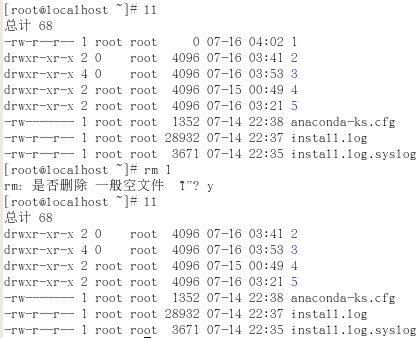 [root@localhost ~]# ll
总计 68
-rw-r--r-- 1 root root     0 07-16 04:02 1
drwxr-xr-x 2 0    root  4096 07-16 03:41 2
drwxr-xr-x 4 0    root  4096 07-16 03:53 3
drwxr-xr-x 2 root root  4096 07-15 00:49 4
drwxr-xr-x 2 root root  4096 07-16 03:21 5
-rw------- 1 root root  1352 07-14 22:38 anaconda-ks.cfg
-rw-r--r-- 1 root root 28932 07-14 22:37 install.log
-rw-r--r-- 1 root root  3671 07-14 22:35 install.log.syslog
[root@localhost ~]# rm 1
rm: 是否删除 一般空文件 “1”? y
[root@localhost ~]# ll
总计 68
drwxr-xr-x 2 0    root  4096 07-16 03:41 2
drwxr-xr-x 4 0    root  4096 07-16 03:53 3
drwxr-xr-x 2 root root  4096 07-15 00:49 4
drwxr-xr-x 2 root root  4096 07-16 03:21 5
-rw------- 1 root root  1352 07-14 22:38 anaconda-ks.cfg
-rw-r--r-- 1 root root 28932 07-14 22:37 install.log
-rw-r--r-- 1 root root  3671 07-14 22:35 install.log.syslog